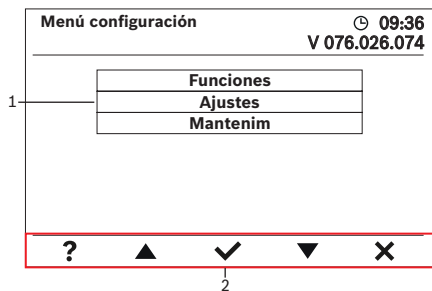 Menú configuración 09:36
V 076.026.074
Funciones
1 Ajustes
Mantenim
?
2